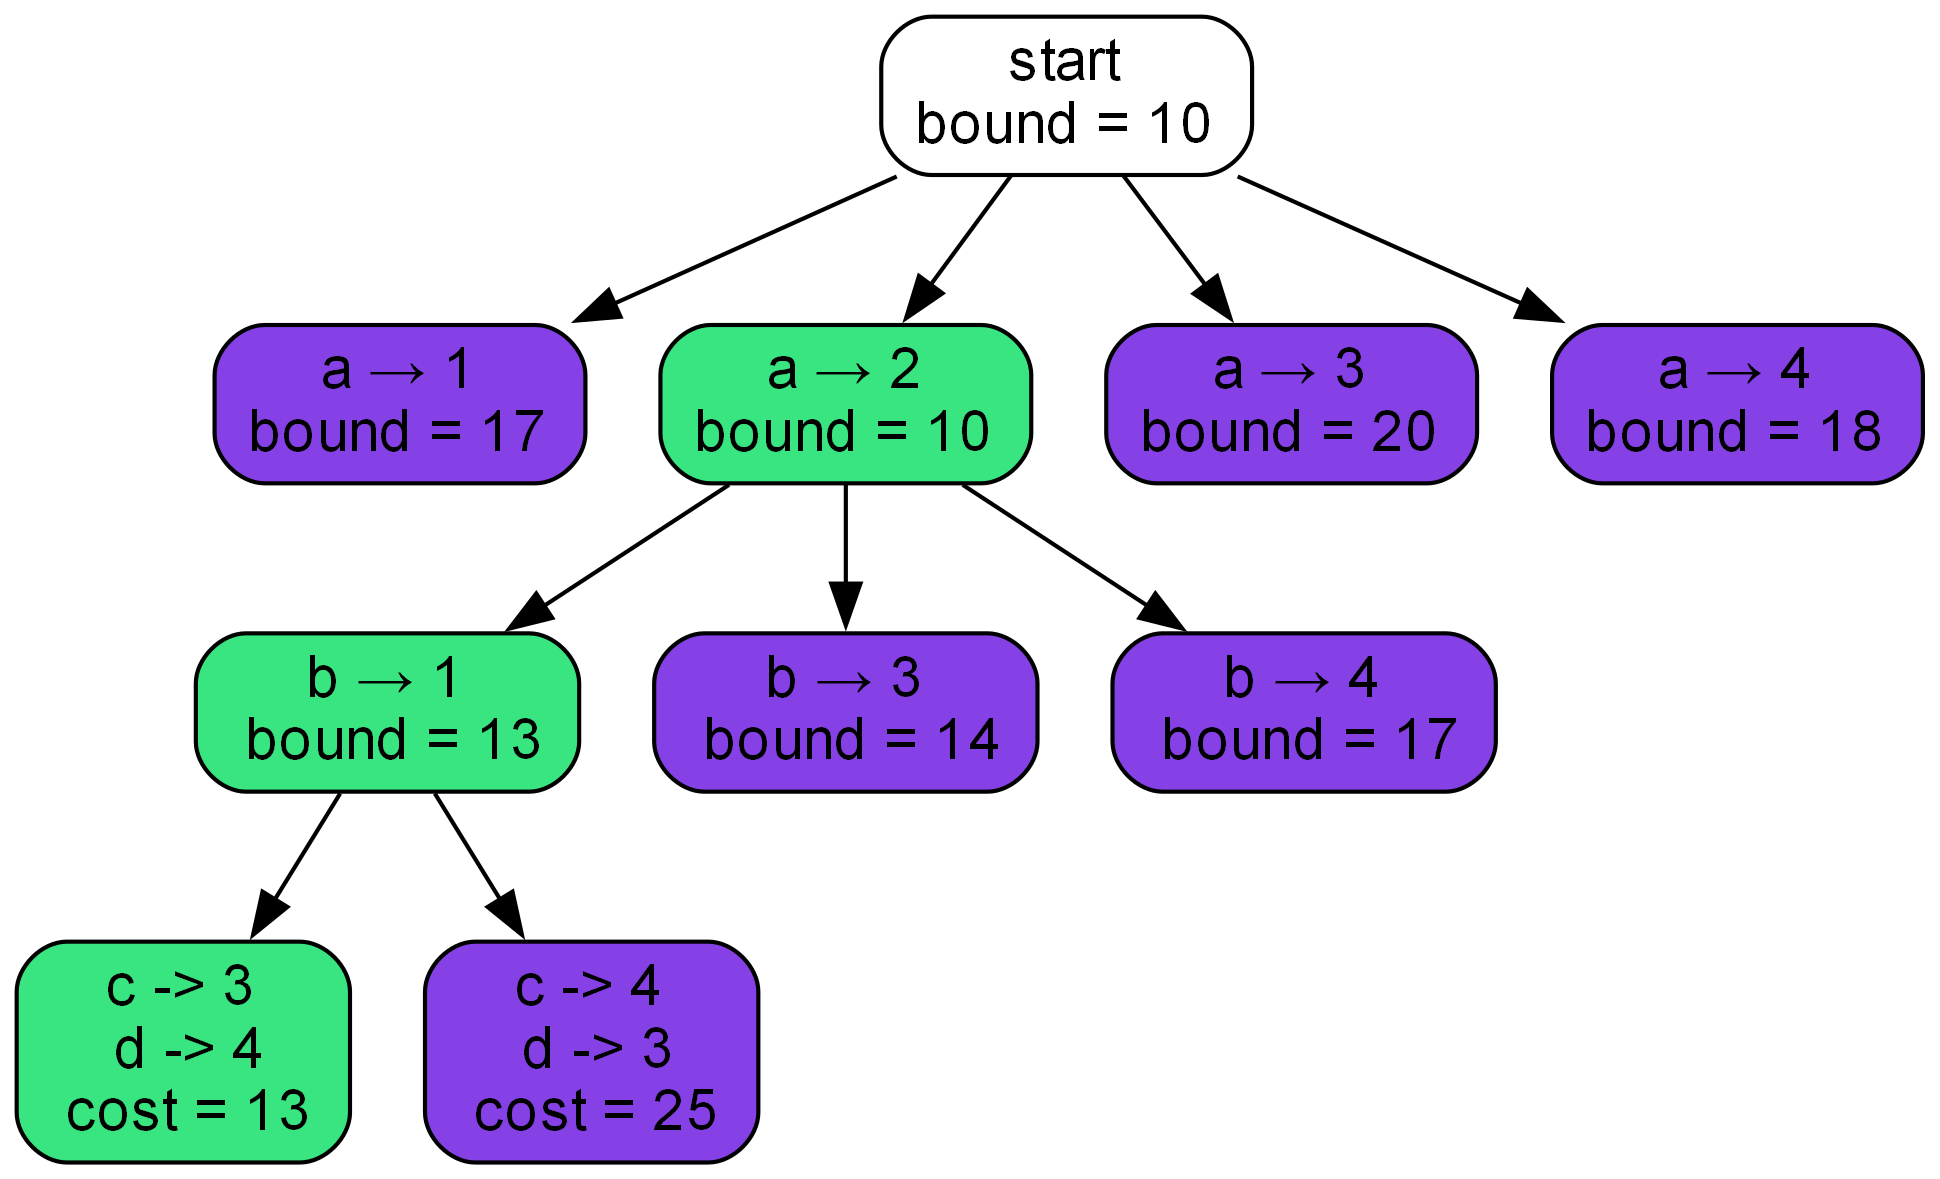 start
bound = 10
a → 1
bound = 17
a → 2
bound = 10
a → 3
bound = 20
a → 4
bound = 18
b → 1
bound = 13
b → 3
bound = 14
b → 4
bound = 17
c -> 3
d -> 4
cost = 13
c -> 4
d -> 3
cost = 25